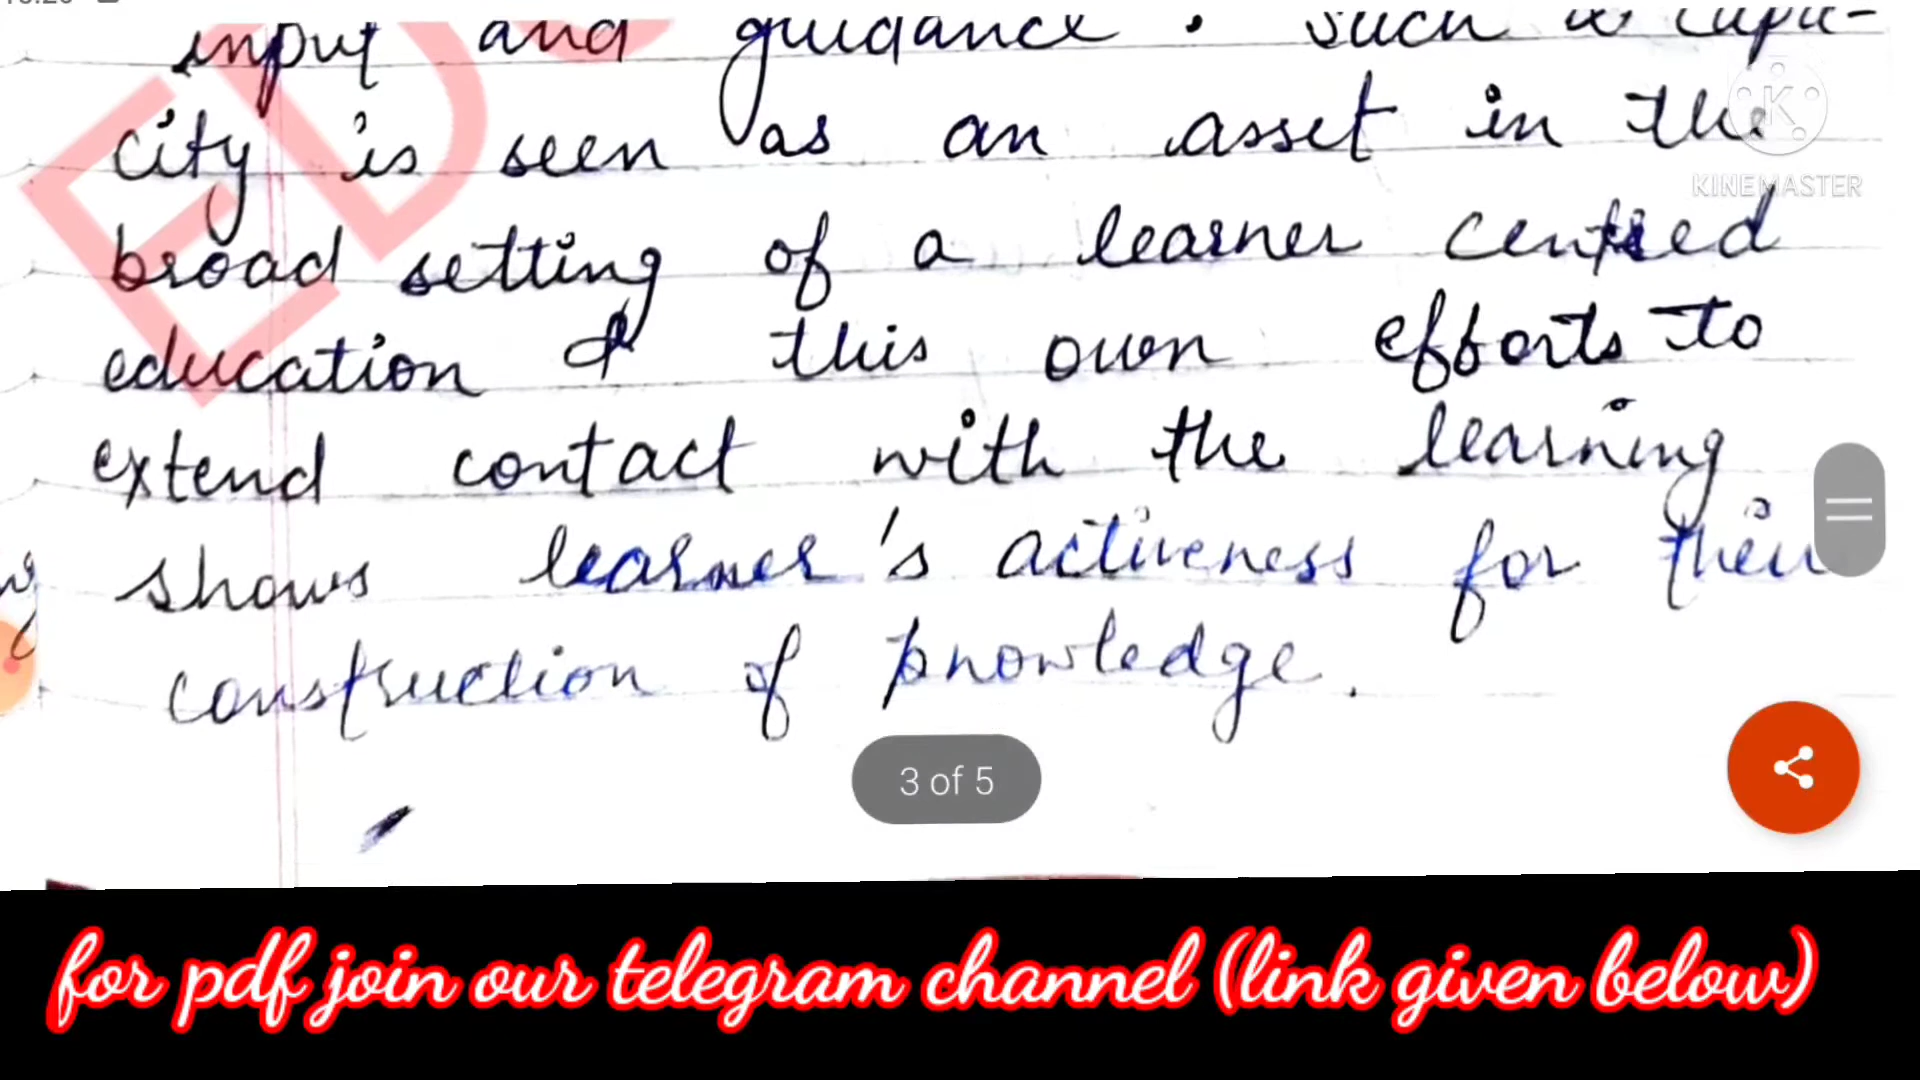 input and guidance. Such a capa-
city is seen as an asset in the
KINEMASTER
broad setting of a learner centred
education & this own efforts to
extend contact with the learning
shows learner's activeness for their
construction of knowledge.
3 of 5
for pdf join our telegram channel (link given below)